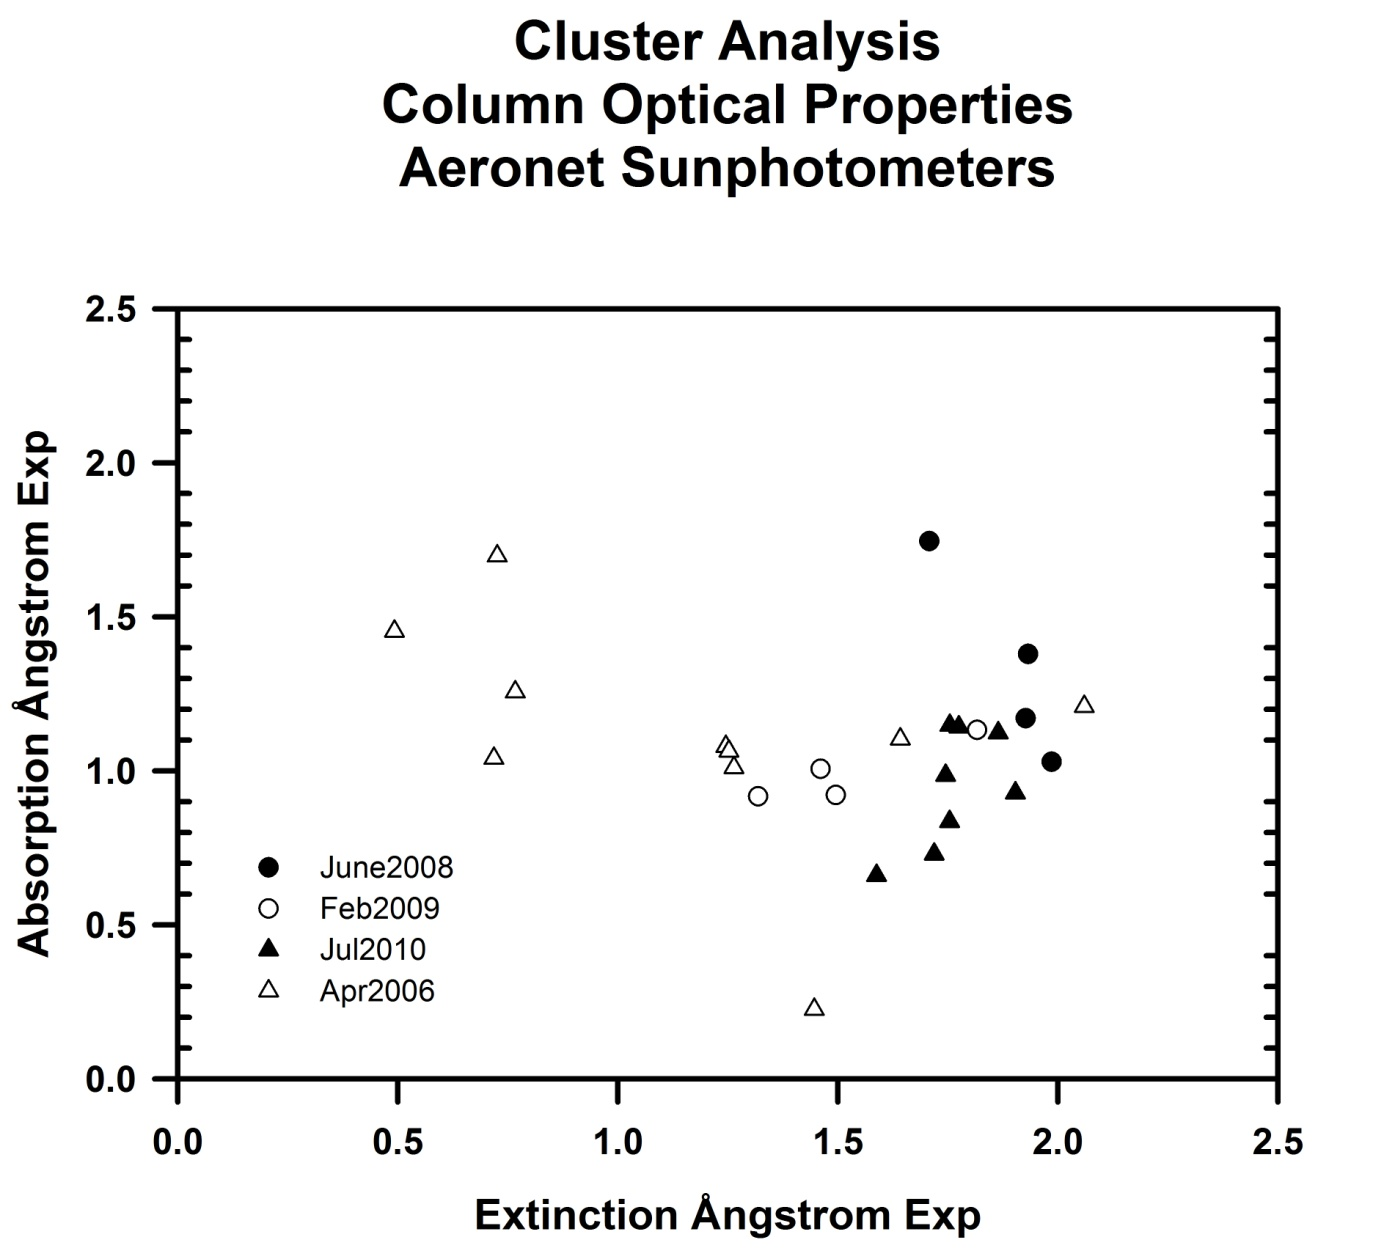 Cluster Analysis
Column Optical Properties
Aeronet Sunphotometers
2.5
2.0
1.5
1.0
0.5
0.0
Absorption Ångstrom Exp
June2008
Feb2009
Jul2010
Apr2006
0.0 0.5 1.0 1.5 2.0 2.5
Extinction Ångstrom Exp